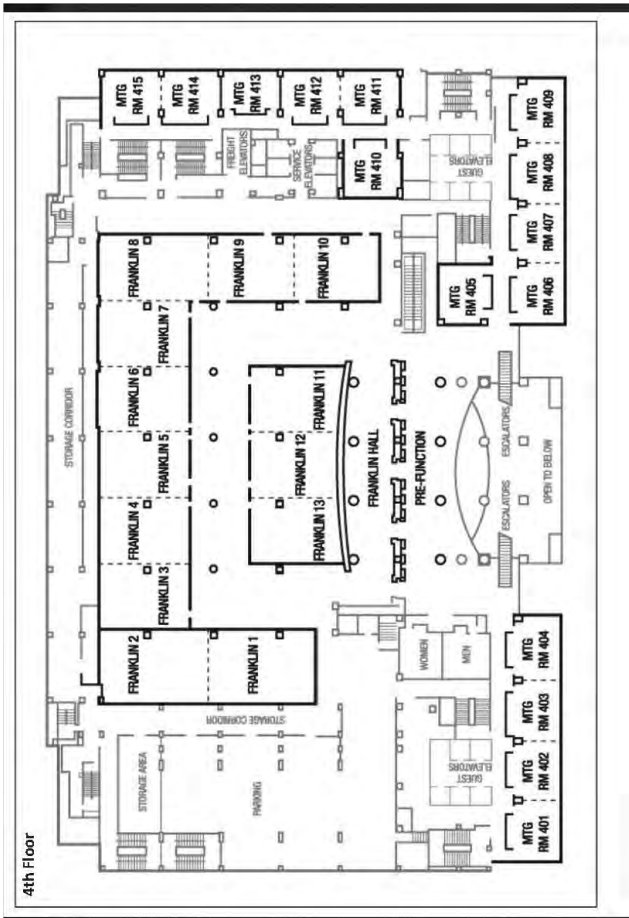 4th Floor
MTG
RM 415
MTG
RM 414
MTG
RM 413
MTG
RM 412
MTG
RM 411
MTG
RM 410
MTG
RM 409
MTG
RM 408
MTG
RM 407
MTG
RM 406
MTG
RM 405
FREIGHT
ELEVATORS
SERVICE
ELEVATORS
GUEST
ELEVATORS
STORAGE CORRIDOR
FRANKLIN 8
FRANKLIN 9
FRANKLIN 10
FRANKLIN 7
FRANKLIN 6
FRANKLIN 5
FRANKLIN 4
FRANKLIN 3
FRANKLIN 2
FRANKLIN 1
FRANKLIN 11
FRANKLIN 12
FRANKLIN 13
FRANKLIN HALL
PRE-FUNCTION
ESCALATORS
ESCALATORS
OPEN TO BELOW
STORAGE CORRIDOR
STORAGE AREA
PARKING
WOMEN
MEN
GUEST
ELEVATORS
MTG
RM 404
MTG
RM 403
MTG
RM 402
MTG
RM 401